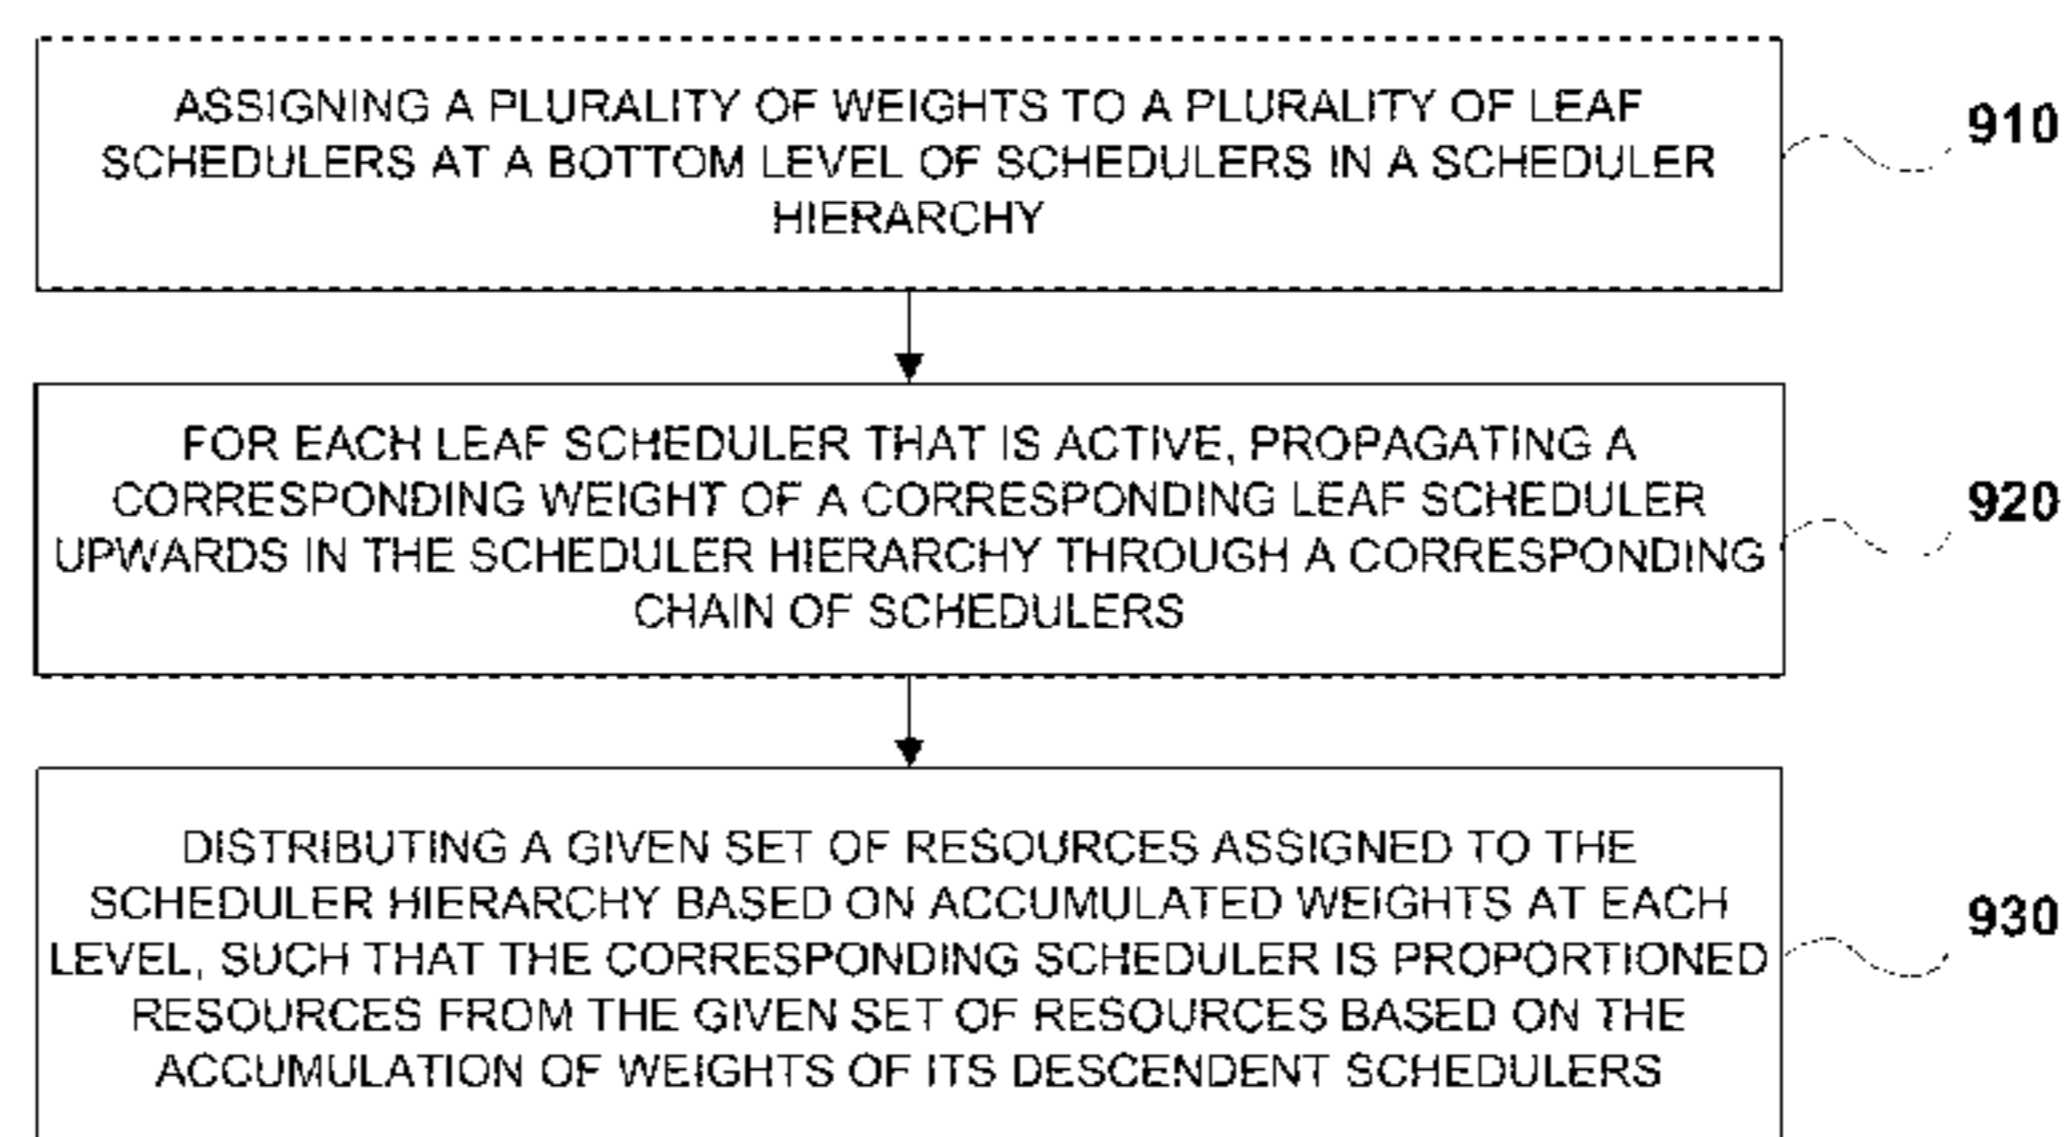 ASSIGNING A PLURALITY OF WEIGHTS TO A PLURALITY OF LEAF
SCHEDULERS AT A BOTTOM LEVEL OF SCHEDULERS IN A SCHEDULER
HIERARCHY
910
FOR EACH LEAF SCHEDULER THAT IS ACTIVE, PROPAGATING A
CORRESPONDING WEIGHT OF A CORRESPONDING LEAF SCHEDULER
UPWARDS IN THE SCHEDULER HIERARCHY THROUGH A CORRESPONDING
CHAIN OF SCHEDULERS
920
DISTRIBUTING A GIVEN SET OF RESOURCES ASSIGNED TO THE
SCHEDULER HIERARCHY BASED ON ACCUMULATED WEIGHTS AT EACH
LEVEL, SUCH THAT THE CORRESPONDING SCHEDULER IS PROPORTIONED
RESOURCES FROM THE GIVEN SET OF RESOURCES BASED ON THE
ACCUMULATION OF WEIGHTS OF ITS DESCENDENT SCHEDULERS
930